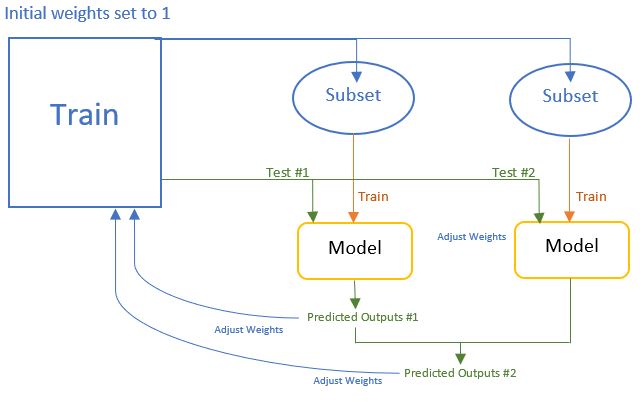 Initial weights set to 1
Train
Subset
Subset
Test #1
Test #2
Train
Train
Model
Adjust Weights
Model
Predicted Outputs #1
Adjust Weights
Predicted Outputs #2
Adjust Weights